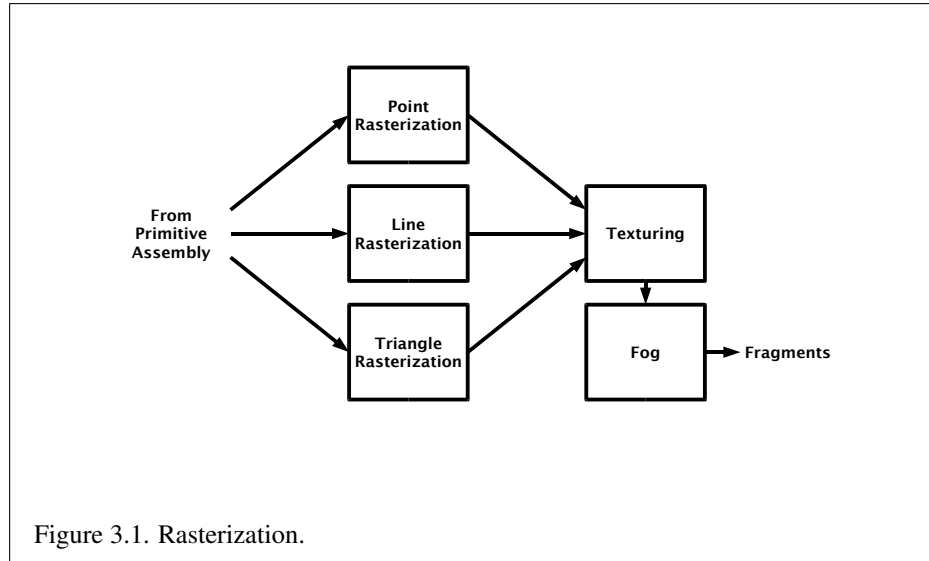 Point
Rasterization
From
Primitive
Assembly
Line
Rasterization
Texturing
Triangle
Rasterization
Fog
Fragments
Figure 3.1. Rasterization.